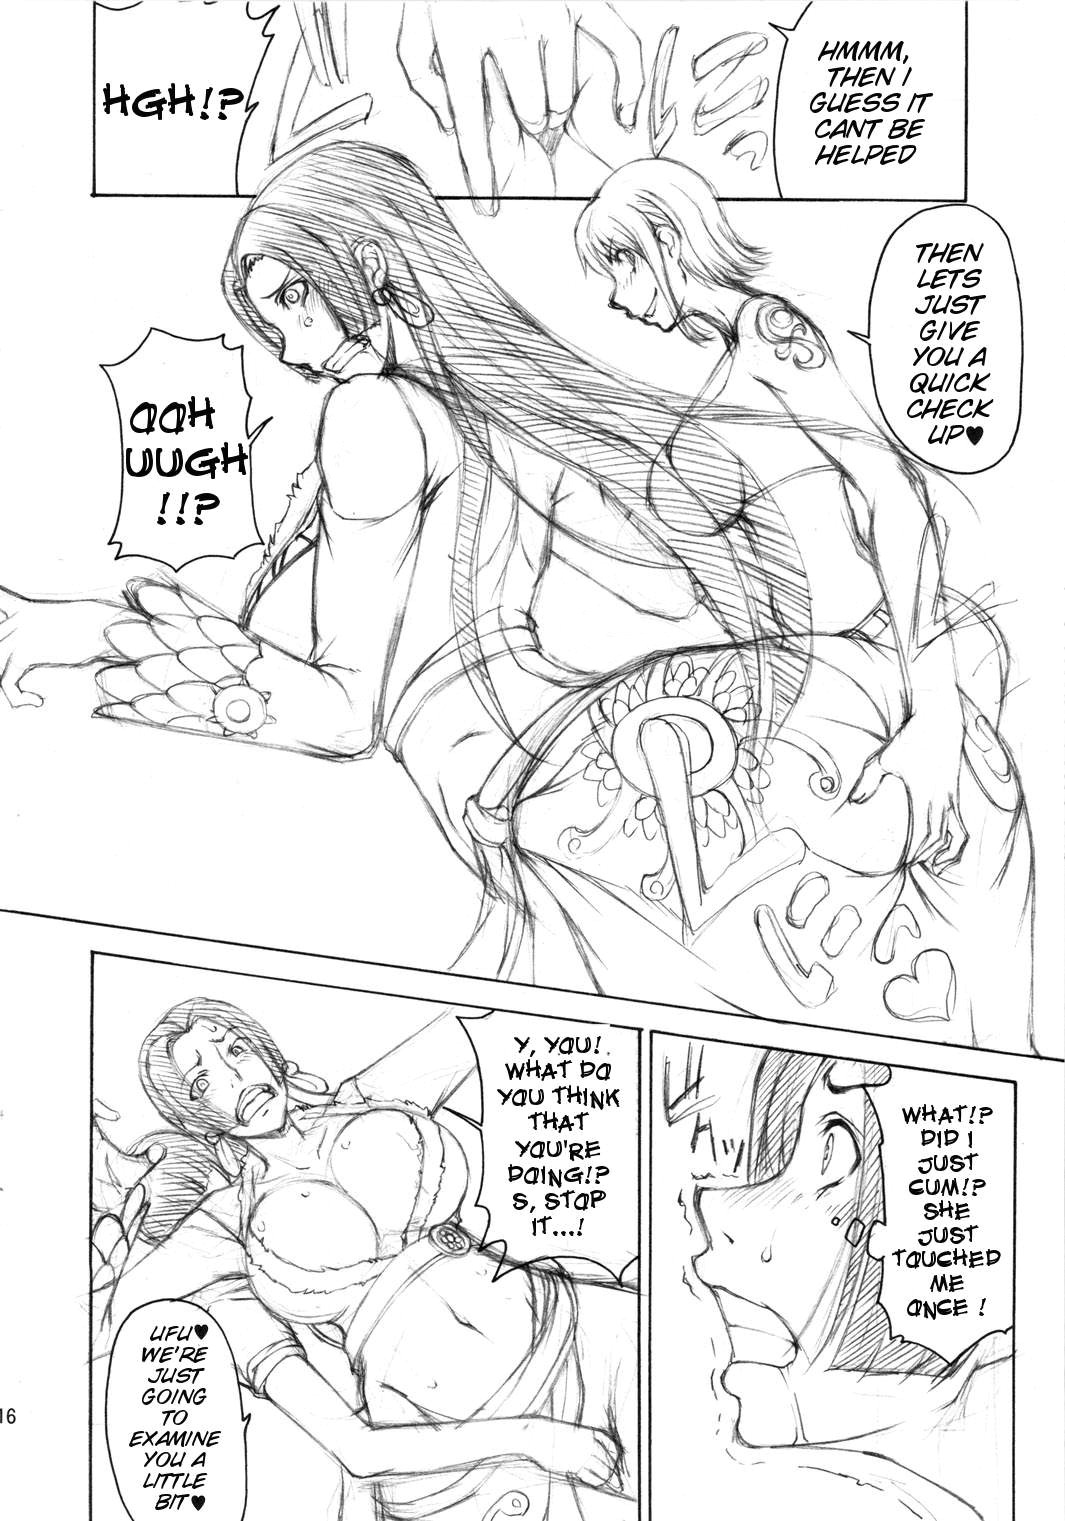 HMMM,
THEN I
GUESS IT
CANT BE
HELPED
HGH!?
THEN
LETS
JUST
GIVE
YOU A
QUICK
CHECK
UP♥
OOH
UUGH
!!?
WHAT!?
DID I
JUST
CUM!?
SHE
JUST
TOUCHED
ME
ONCE !
Y, YOU!
WHAT DO
YOU THINK
THAT
YOU'RE
DOING!?
S, STOP
IT...!
UFU♥
WE'RE
JUST
GOING
TO
EXAMINE
YOU A
LITTLE
BIT♥
16